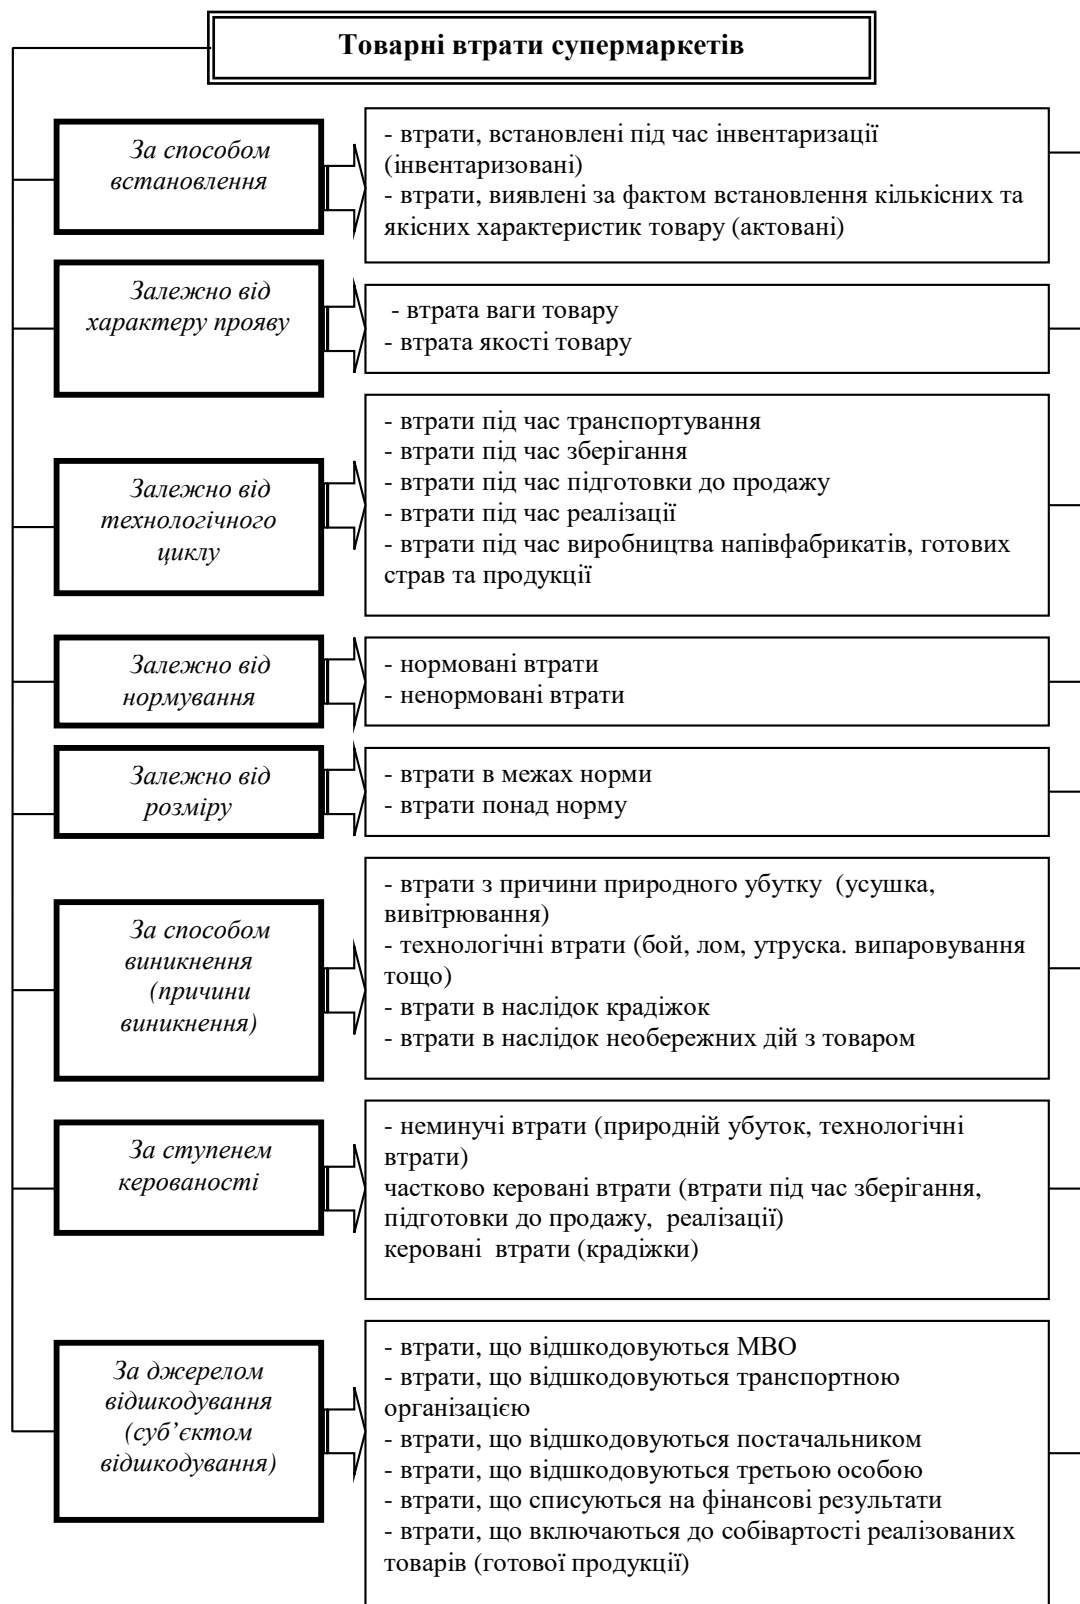 Товарні втрати супермаркетів
За способом
встановлення
- втрати, встановлені під час інвентаризації
(інвентаризовані)
- втрати, виявлені за фактом встановлення кількісних та
якісних характеристик товару (актовані)
Залежно від
характеру прояву
- втрата ваги товару
- втрата якості товару
Залежно від
технологічного
циклу
- втрати під час транспортування
- втрати під час зберігання
- втрати під час підготовки до продажу
- втрати під час реалізації
- втрати під час виробництва напівфабрикатів, готових
страв та продукції
Залежно від
нормування
- нормовані втрати
- ненормовані втрати
Залежно від
розміру
- втрати в межах норми
- втрати понад норму
За способом
виникнення
(причини
виникнення)
- втрати з причини природного убутку (усушка,
вивітрювання)
- технологічні втрати (бой, лом, утруска. випаровування
тощо)
- втрати в наслідок крадіжок
- втрати в наслідок необережних дій з товаром
За ступенем
керованості
- неминучі втрати (природній убуток, технологічні
втрати)
частково керовані втрати (втрати під час зберігання,
підготовки до продажу, реалізації)
керовані втрати (крадіжки)
За джерелом
відшкодування
(суб’єктом
відшкодування)
- втрати, що відшкодовуються МВО
- втрати, що відшкодовуються транспортною
організацією
- втрати, що відшкодовуються постачальником
- втрати, що відшкодовуються третьою особою
- втрати, що списуються на фінансові результати
- втрати, що включаються до собівартості реалізованих
товарів (готової продукції)